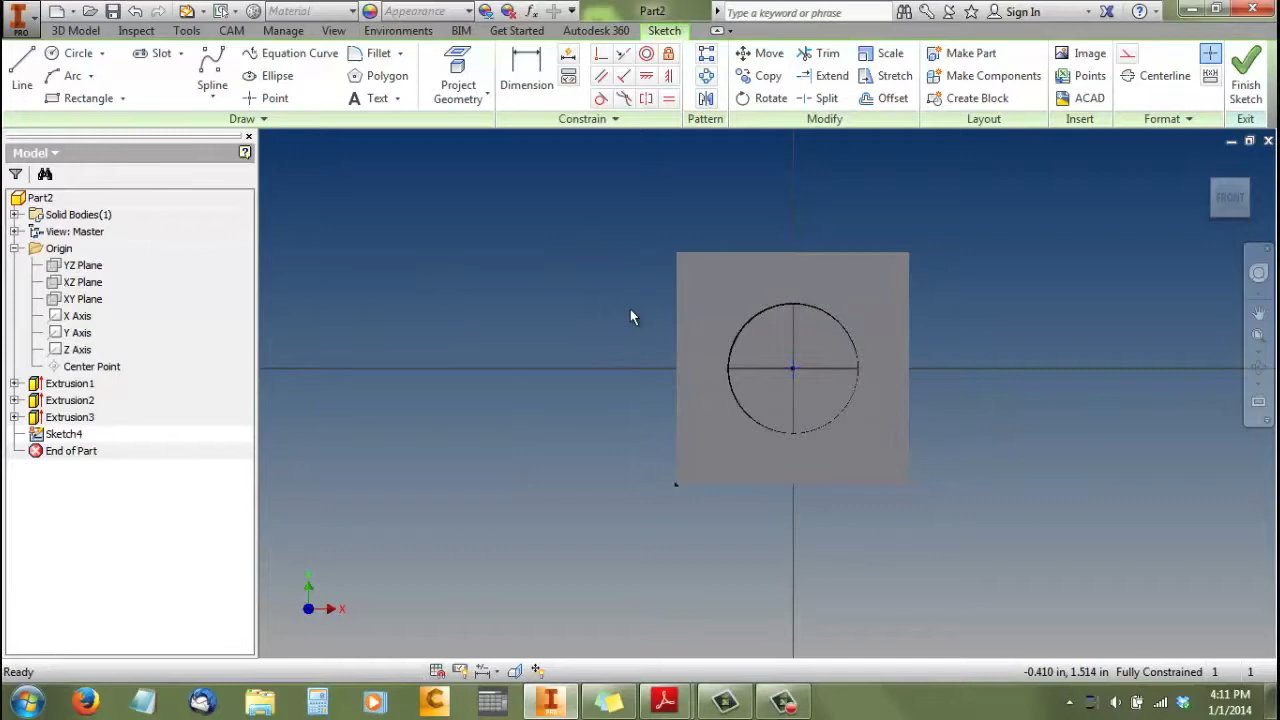 Material Appearance Part2 Type a keyword or phrase Sign In
PRO 3D Model Inspect Tools CAM Manage View Environments BIM Get Started Autodesk 360 Sketch
Circle Slot Equation Curve Fillet Move Trim Scale Make Part Image
Arc Ellipse Polygon Copy Extend Stretch Make Components Points Centerline
Line Spline Dimension Project Geometry Finish Sketch
Rectangle Point Text Rotate Split Offset Create Block ACAD
Draw Constrain Pattern Modify Layout Insert Format Exit
Model
Part2
Solid Bodies(1)
View: Master
Origin
YZ Plane
XZ Plane
XY Plane
X Axis
Y Axis
Z Axis
Center Point
Extrusion1
Extrusion2
Extrusion3
Sketch4
End of Part
FRONT
X
Ready -0.410 in, 1.514 in Fully Constrained 1 1
4:11 PM
1/1/2014